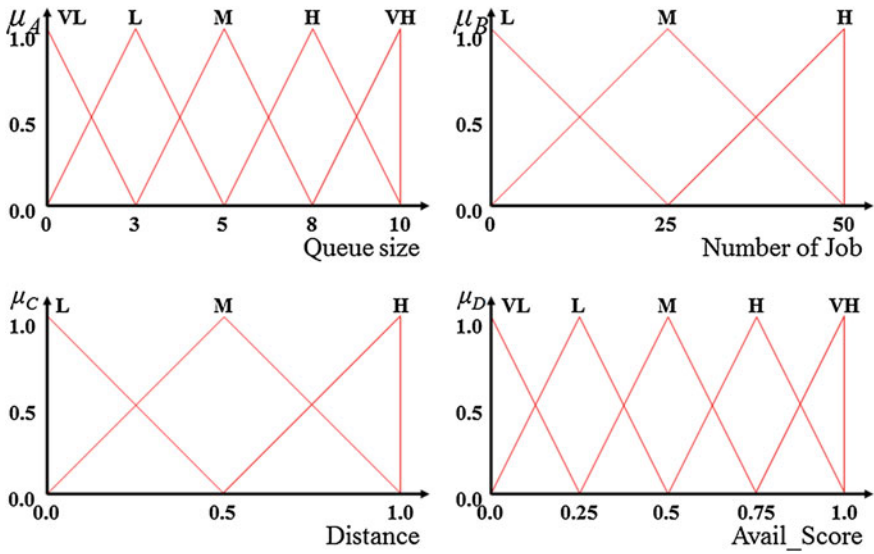 μA VL L M H VH
1.0
0.5
0.0
0 3 5 8 10
Queue size
μB L M H
1.0
0.5
0.0
0 25 50
Number of Job
μC L M H
1.0
0.5
0.0
0.0 0.5 1.0
Distance
μD VL L M H VH
1.0
0.5
0.0
0.0 0.25 0.5 0.75 1.0
Avail_Score